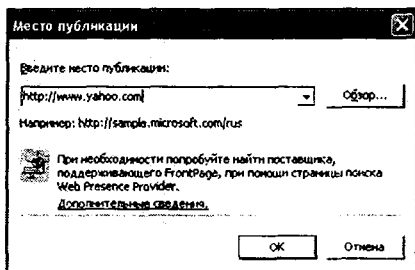 Место публикации
Введите место публикации:
http://www.yahoo.com
Обзор...
Например: http://sample.microsoft.com/rus
При необходимости попробуйте найти поставщика,
поддерживающего FrontPage, при помощи страницы поиска
Web Presence Provider.
Дополнительные сведения.
ОК
Отмена